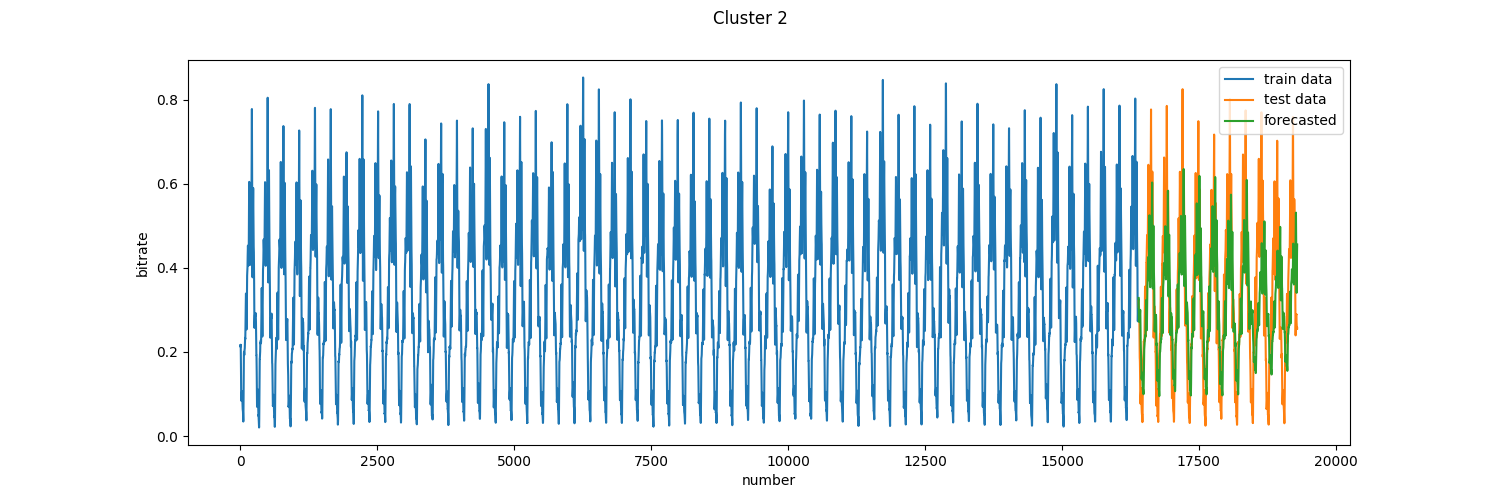 Cluster 2
train data
test data
forecasted
0.8
0.6
0.4
0.2
0.0
bitrate
0 2500 5000 7500 10000 12500 15000 17500 20000
number